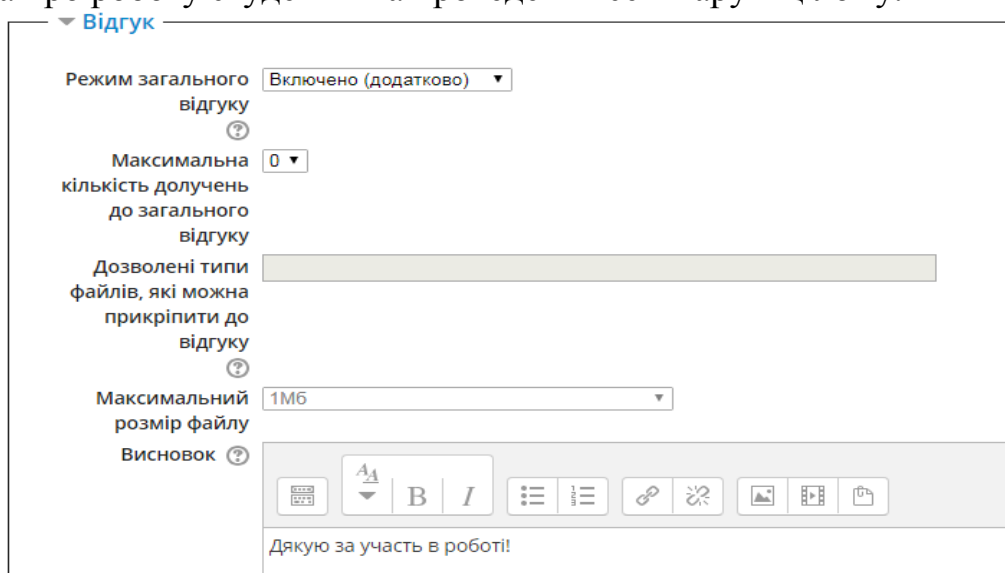 Відгук
Режим загального Включено (додатково)
відгуку
Максимальна 0
кількість долучень
до загального
відгуку
Дозволені типи
файлів, які можна
прикріпити до
відгуку
Максимальний 1Мб
розмір файлу
Висновок
Дякую за участь в роботі!